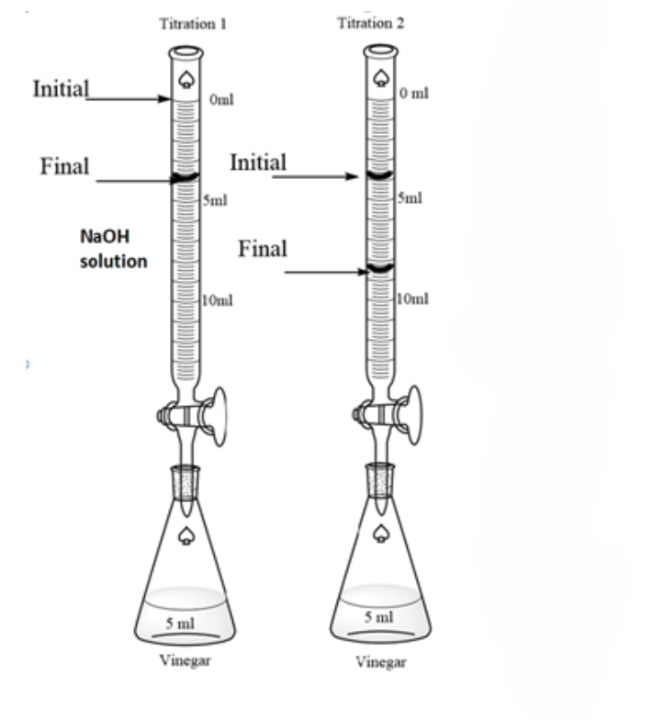 Titration 1
Titration 2
Initial
0ml
0 ml
Final
Initial
5ml
5ml
NaOH
solution
Final
10ml
10ml
5 ml
5 ml
Vinegar
Vinegar